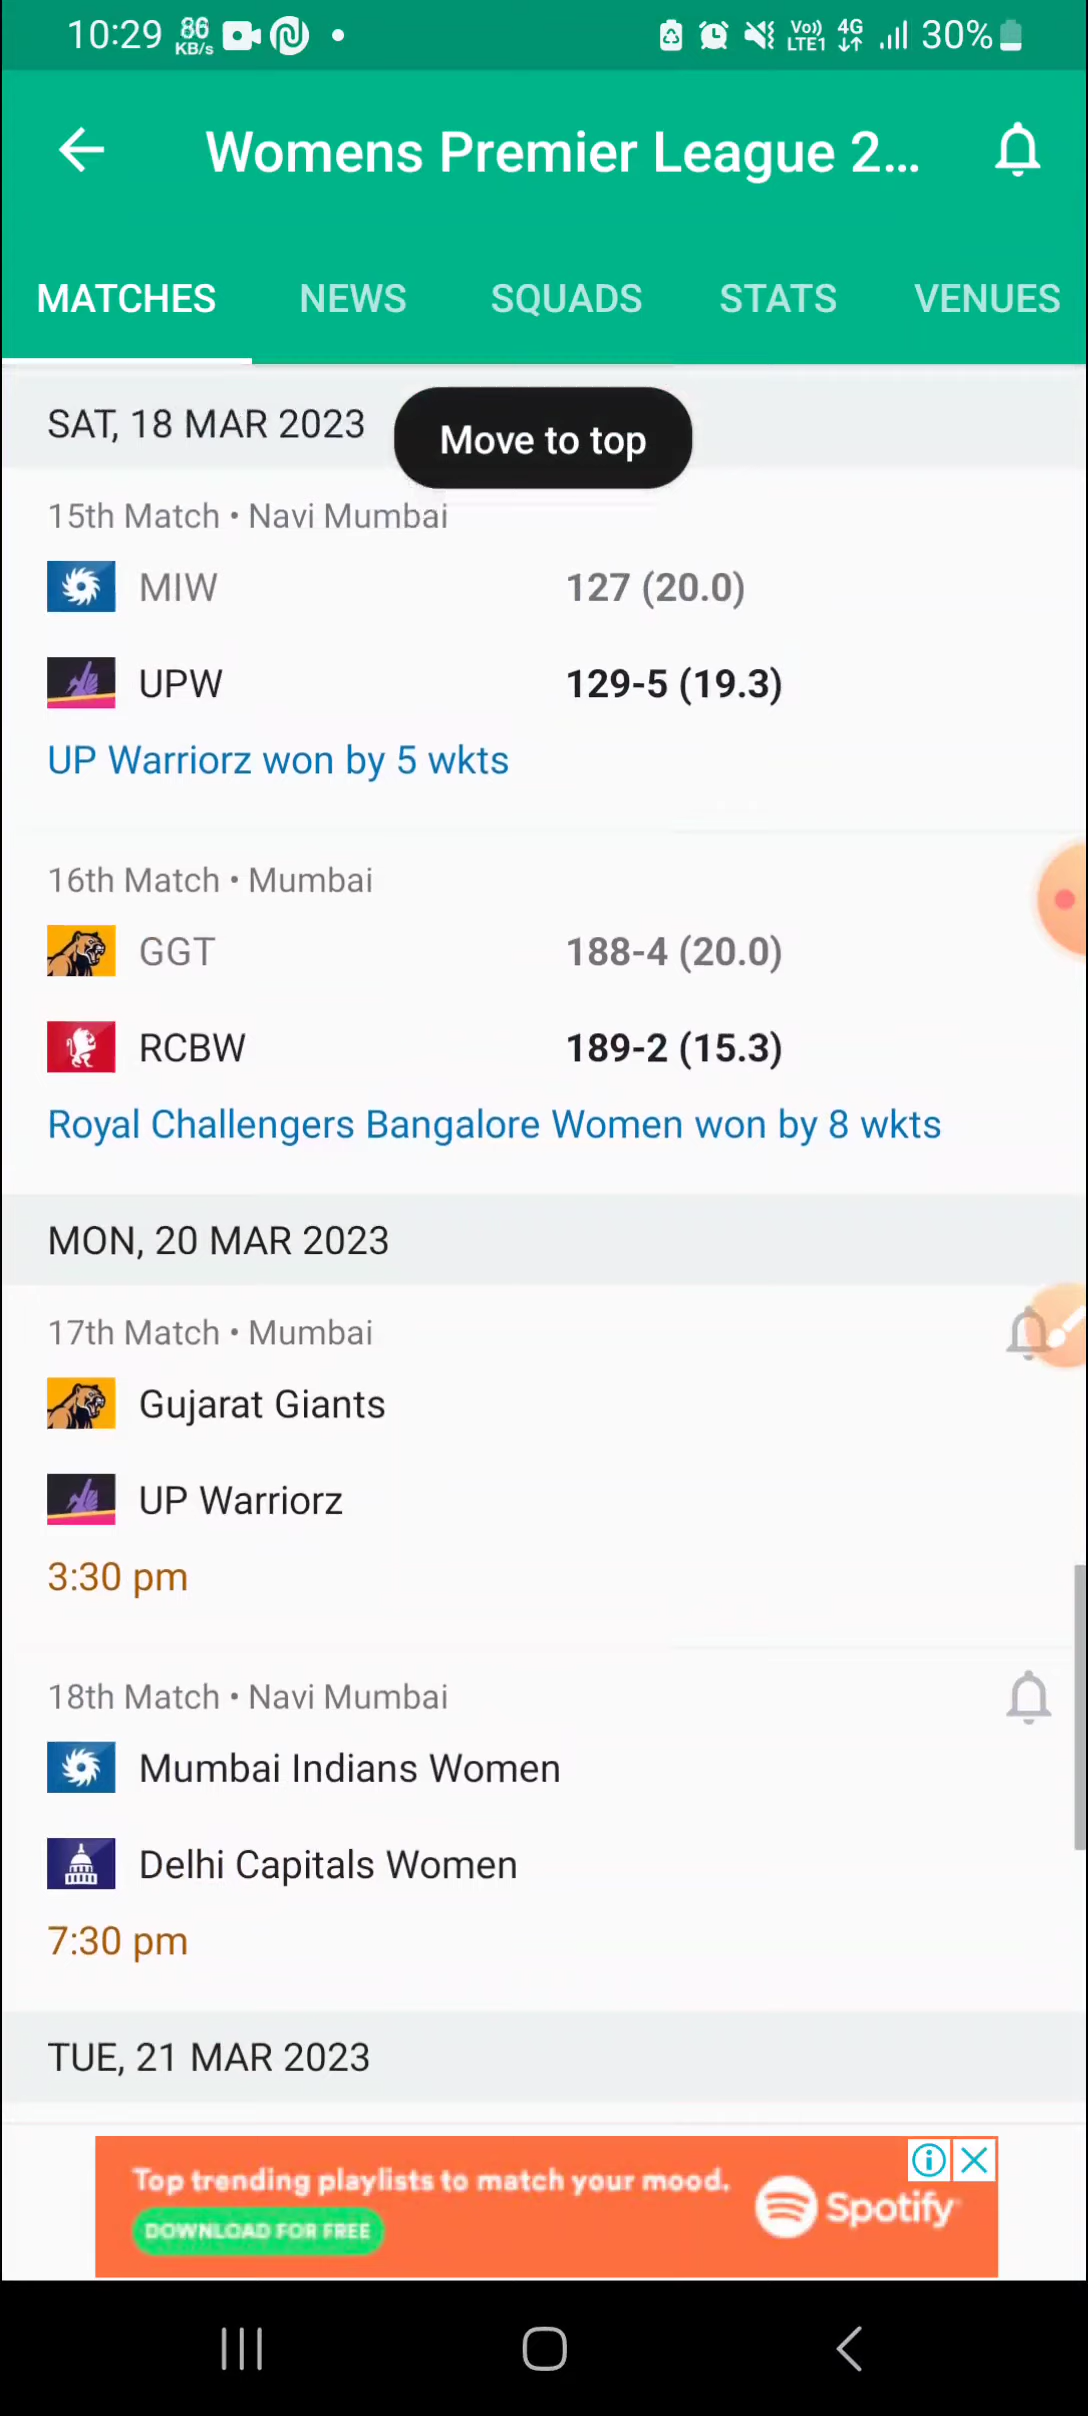 10:29 86 KB/s Vo)) LTE1 4G 30%
Womens Premier League 2...
MATCHES NEWS SQUADS STATS VENUES
SAT, 18 MAR 2023
Move to top
15th Match • Navi Mumbai
MIW 127 (20.0)
UPW 129-5 (19.3)
UP Warriorz won by 5 wkts
16th Match • Mumbai
GGT 188-4 (20.0)
RCBW 189-2 (15.3)
Royal Challengers Bangalore Women won by 8 wkts
MON, 20 MAR 2023
17th Match • Mumbai
Gujarat Giants
UP Warriorz
3:30 pm
18th Match • Navi Mumbai
Mumbai Indians Women
Delhi Capitals Women
7:30 pm
TUE, 21 MAR 2023
Top trending playlists to match your mood.
DOWNLOAD FOR FREE
Spotify